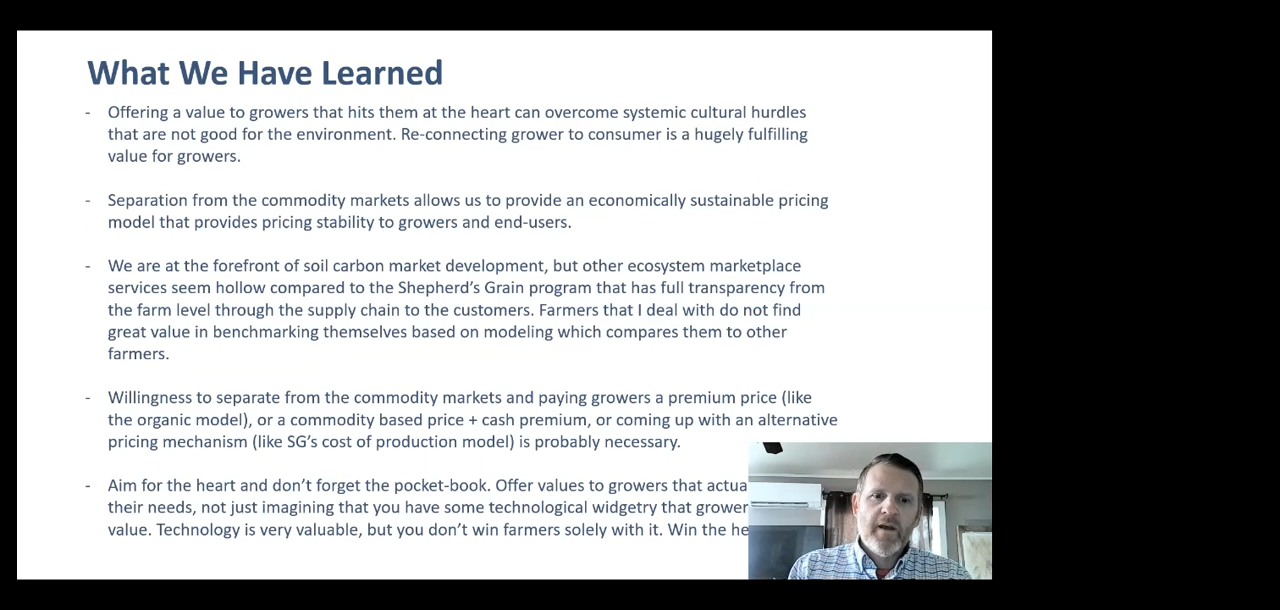 What We Have Learned
- Offering a value to growers that hits them at the heart can overcome systemic cultural hurdles
that are not good for the environment. Re-connecting grower to consumer is a hugely fulfilling
value for growers.
- Separation from the commodity markets allows us to provide an economically sustainable pricing
model that provides pricing stability to growers and end-users.
- We are at the forefront of soil carbon market development, but other ecosystem marketplace
services seem hollow compared to the Shepherd’s Grain program that has full transparency from
the farm level through the supply chain to the customers. Farmers that I deal with do not find
great value in benchmarking themselves based on modeling which compares them to other
farmers.
- Willingness to separate from the commodity markets and paying growers a premium price (like
the organic model), or a commodity based price + cash premium, or coming up with an alternative
pricing mechanism (like SG’s cost of production model) is probably necessary.
- Aim for the heart and don’t forget the pocket-book. Offer values to growers that
their needs, not just imagining that you have some technological widgetry that
value. Technology is very valuable, but you don’t win farmers solely with it. Win the